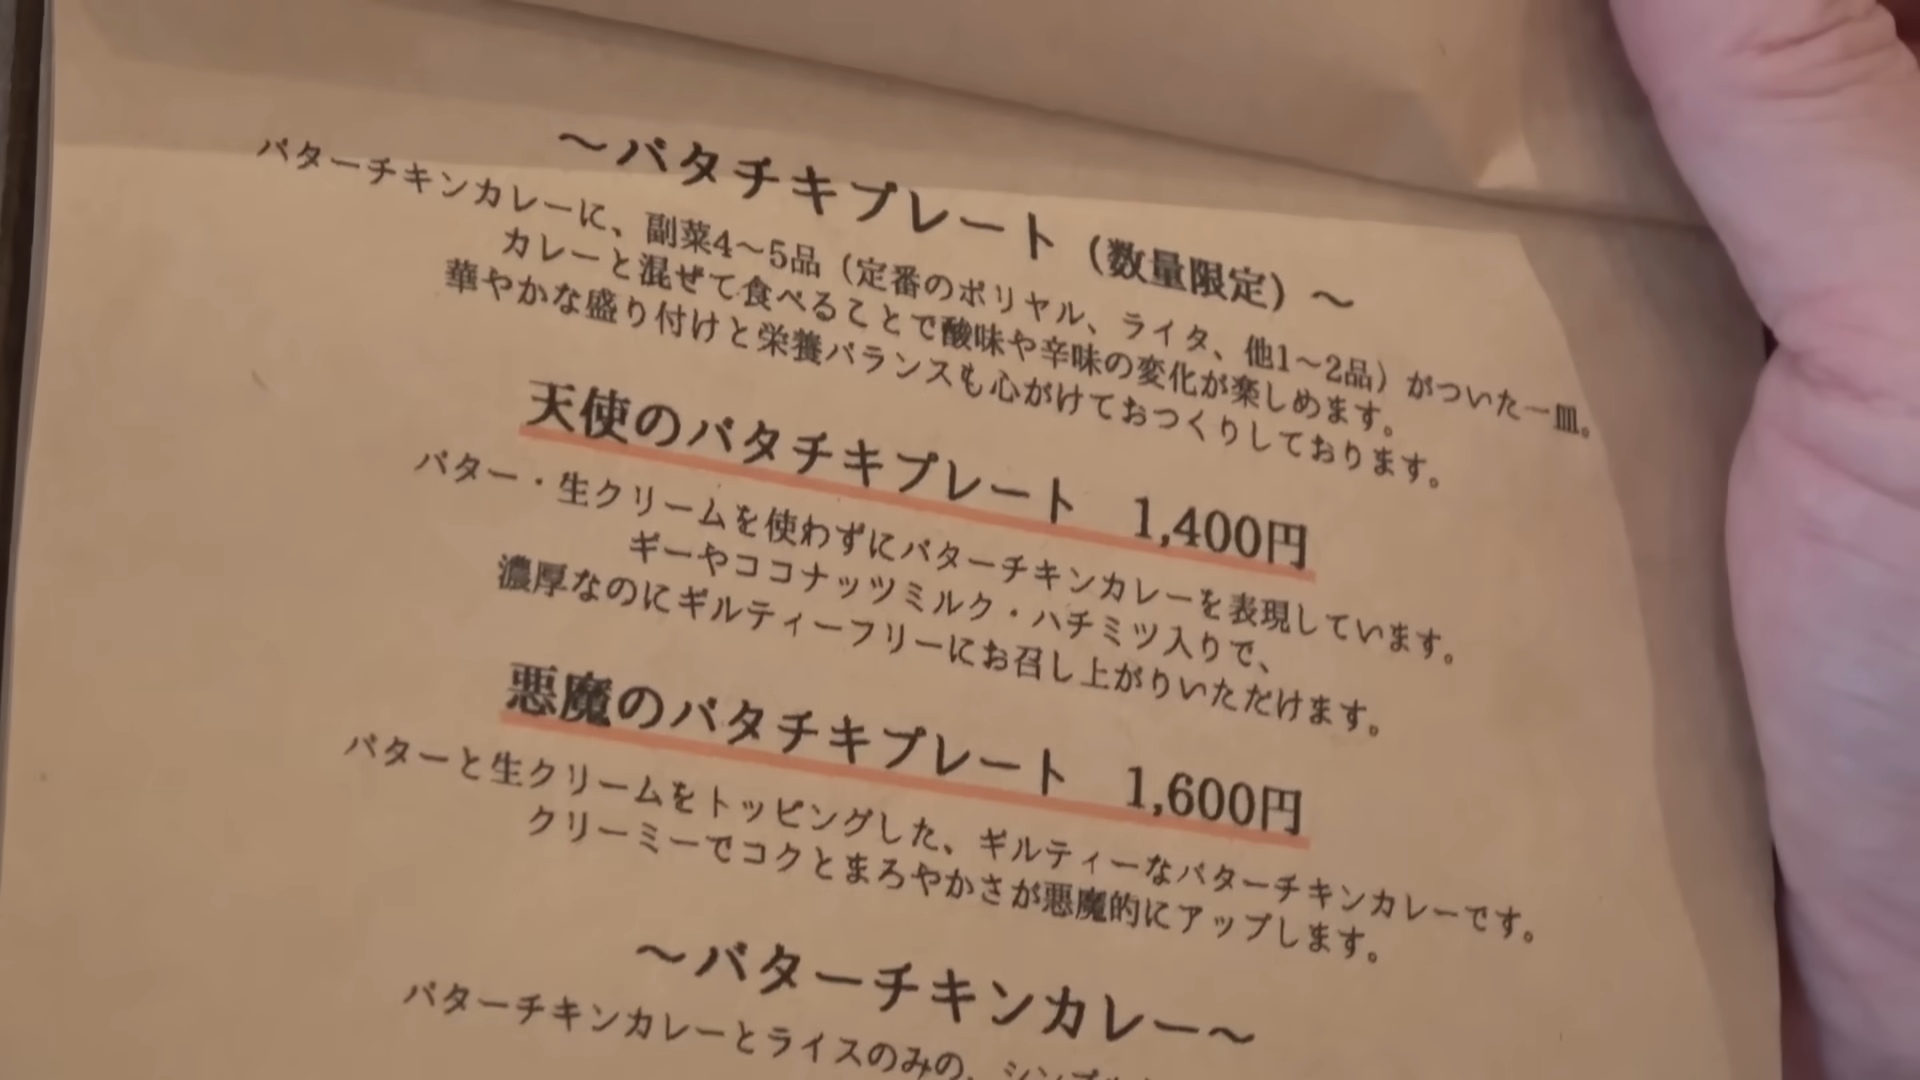 ～バタチキプレート（数量限定）～
バターチキンカレーに、副菜4～5品（定番のポリヤル、ライタ、他1～2品）がついた一皿。
カレーと混ぜて食べることで酸味や辛味の変化が楽しめます。
華やかな盛り付けと栄養バランスも心がけておつくりしております。
天使のバタチキプレート　1,400円
バター・生クリームを使わずにバターチキンカレーを表現しています。
ギーやココナッツミルク・ハチミツ入りで、
濃厚なのにギルティーフリーにお召し上がりいただけます。
悪魔のバタチキプレート　1,600円
バターと生クリームをトッピングした、ギルティーなバターチキンカレーです。
クリーミーでコクとまろやかさが悪魔的にアップします。
～バターチキンカレー～
バターチキンカレーとライスのみの、